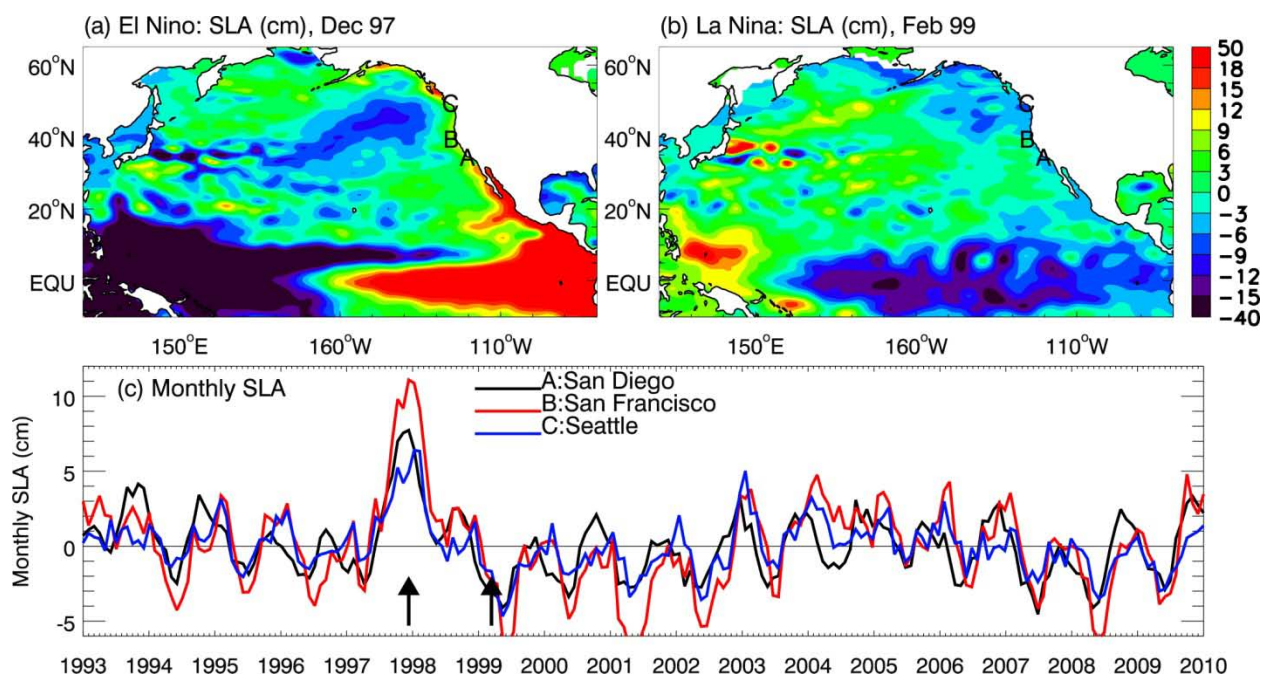 (a) El Nino: SLA (cm), Dec 97
(b) La Nina: SLA (cm), Feb 99
60°N
40°N
20°N
EQU
C
B
A
150°E
160°W
110°W
60°N
40°N
20°N
EQU
C
B
A
150°E
160°W
110°W
50
18
15
12
9
6
3
0
-3
-6
-9
-12
-15
-40
(c) Monthly SLA
A:San Diego
B:San Francisco
C:Seattle
Monthly SLA (cm)
10
5
0
-5
1993 1994 1995 1996 1997 1998 1999 2000 2001 2002 2003 2004 2005 2006 2007 2008 2009 2010